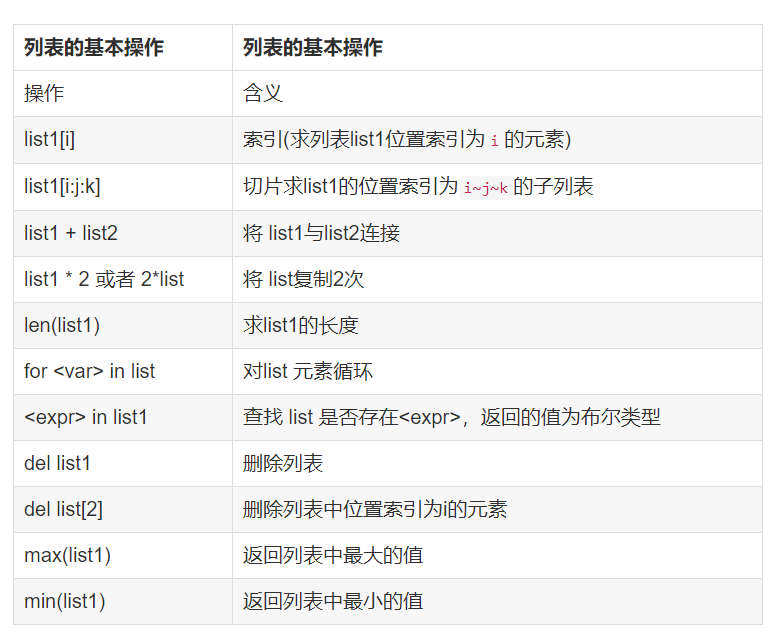 列表的基本操作 列表的基本操作
操作 含义
list1[i] 索引(求列表list1位置索引为 i 的元素)
list1[i:j:k] 切片求list1的位置索引为 i~j~k 的子列表
list1 + list2 将 list1与list2连接
list1 * 2 或者 2*list 将 list复制2次
len(list1) 求list1的长度
for <var> in list 对list 元素循环
<expr> in list1 查找 list 是否存在<expr>，返回的值为布尔类型
del list1 删除列表
del list[2] 删除列表中位置索引为i的元素
max(list1) 返回列表中最大的值
min(list1) 返回列表中最小的值